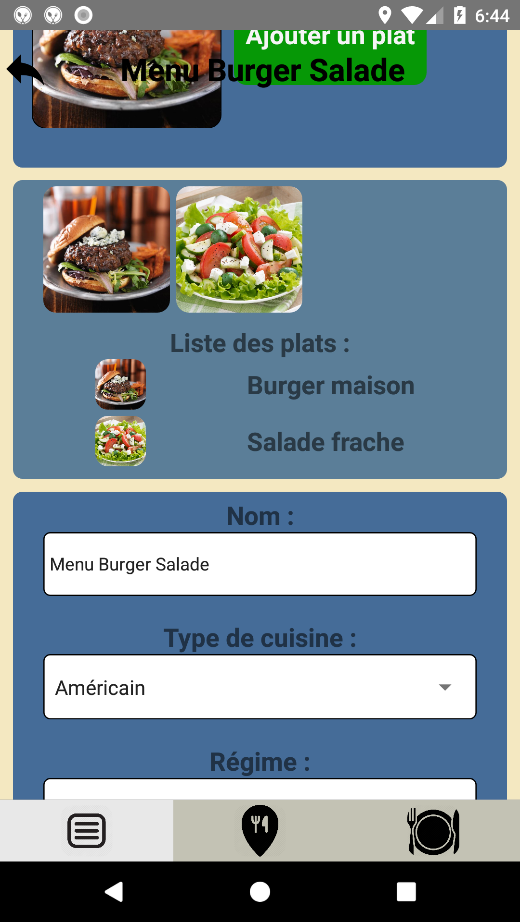 6:44
Ajouter un plat
Menu Burger Salade
Liste des plats :
Burger maison
Salade frache
Nom :
Menu Burger Salade
Type de cuisine :
Américain
Régime :